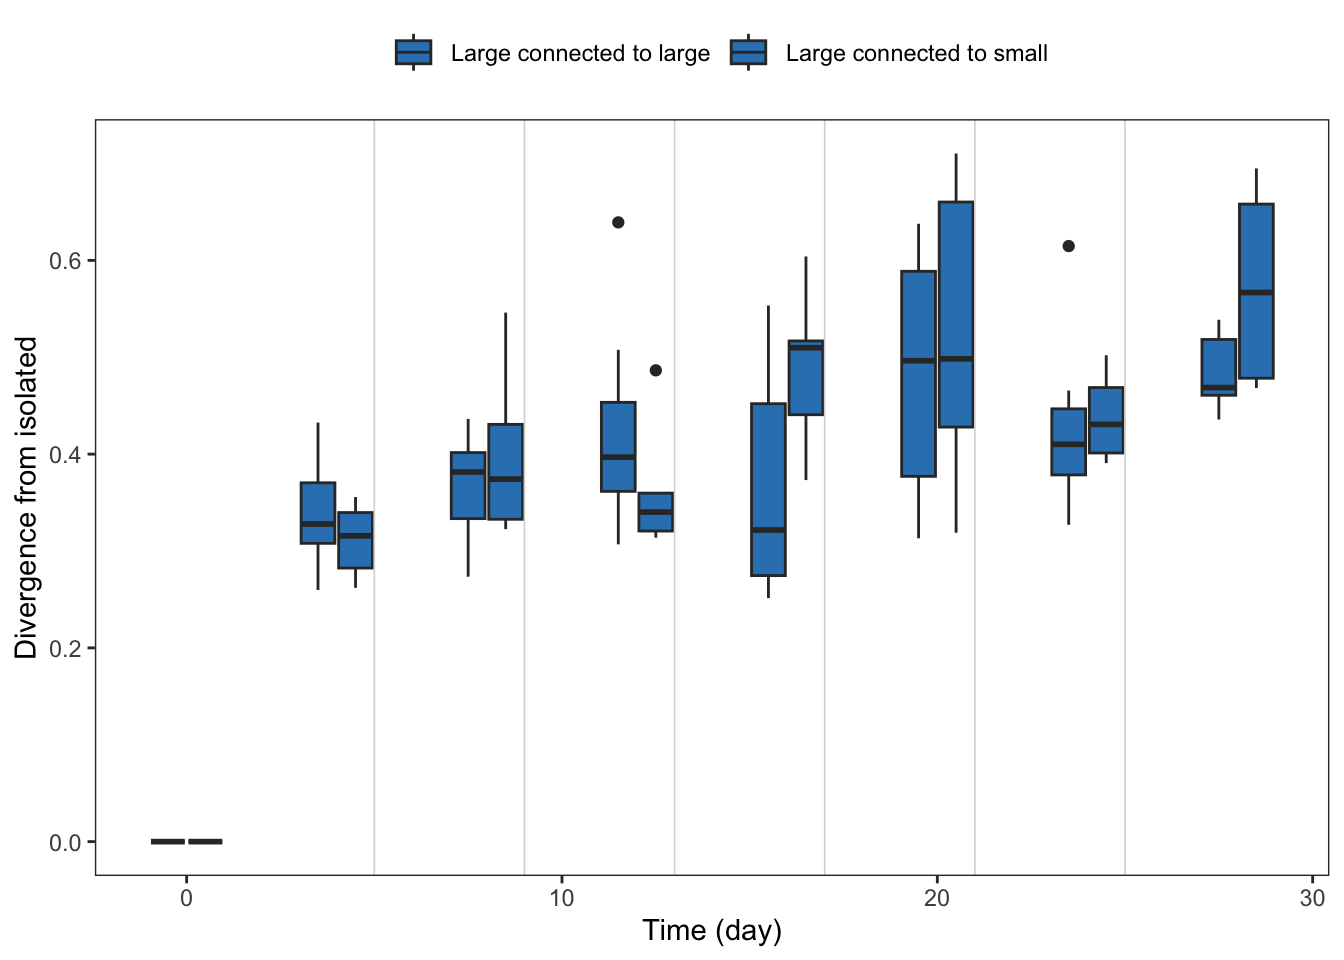 Large connected to large Large connected to small
Divergence from isolated
0.6
0.4
0.2
0.0
0 10 20 30
Time (day)